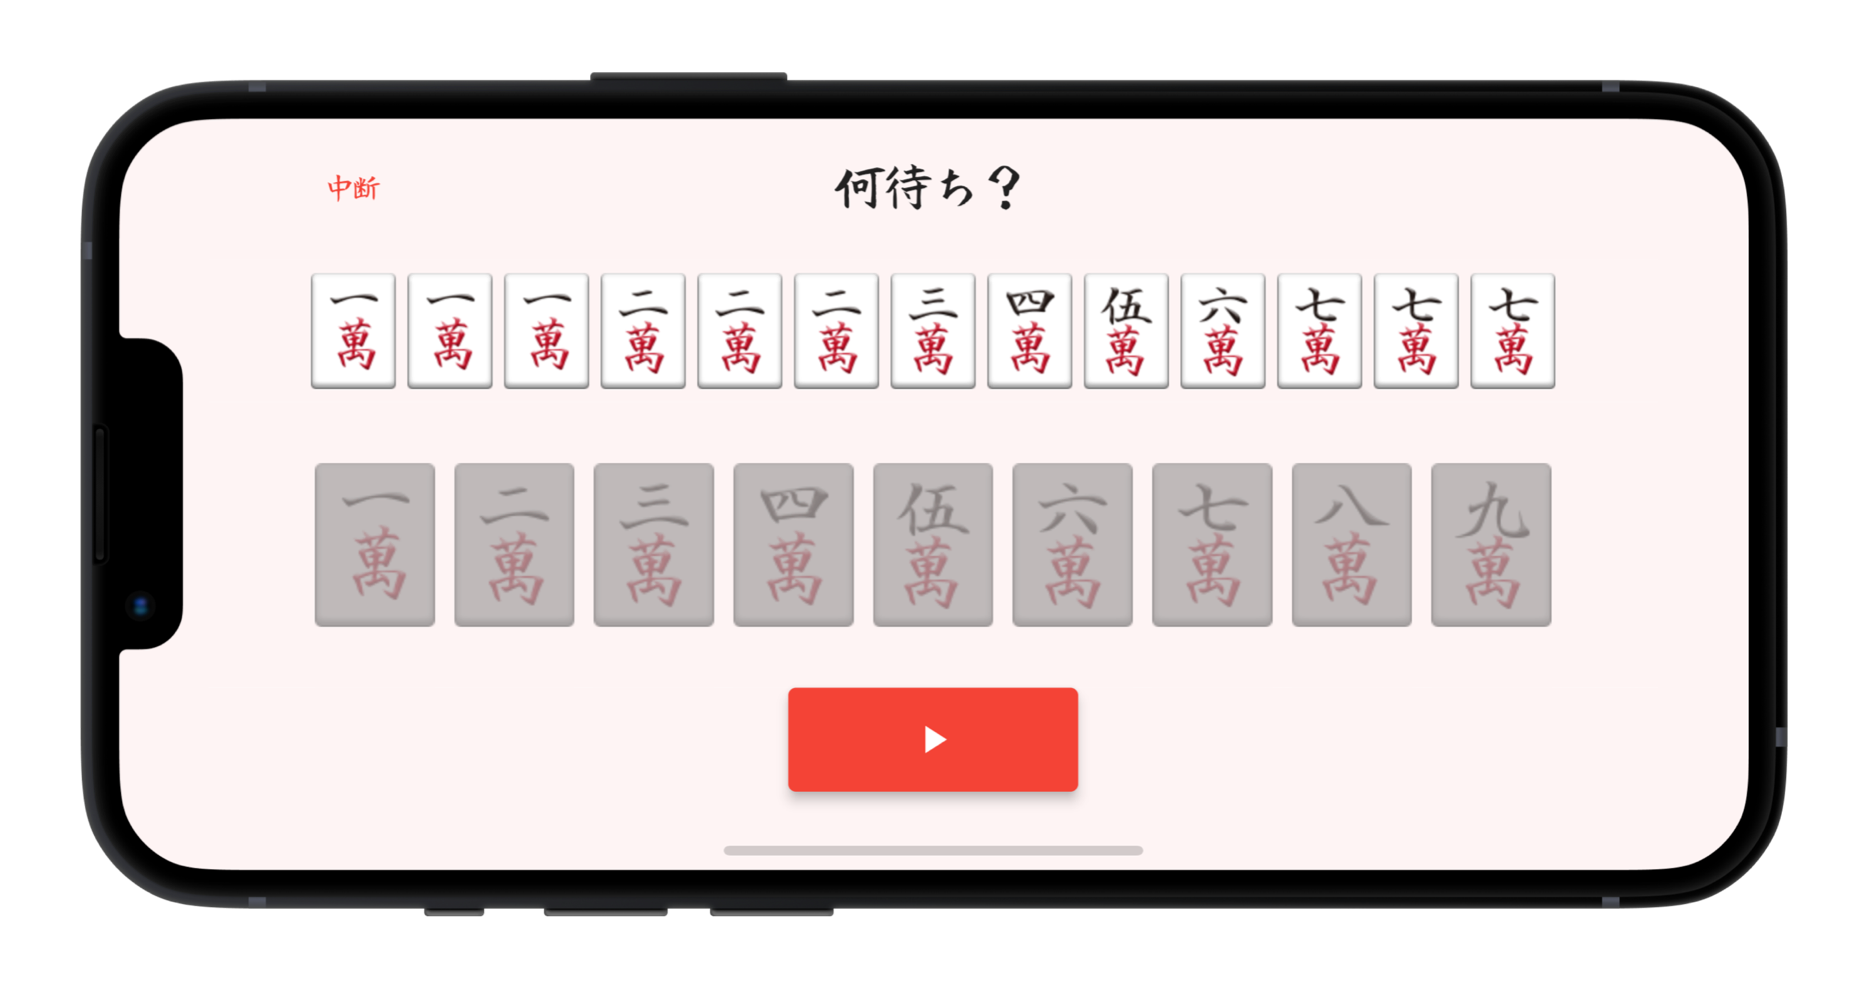 中断
何待ち？
一萬 一萬 一萬 二萬 二萬 二萬 三萬 四萬 伍萬 六萬 七萬 七萬 七萬
一萬 二萬 三萬 四萬 伍萬 六萬 七萬 八萬 九萬